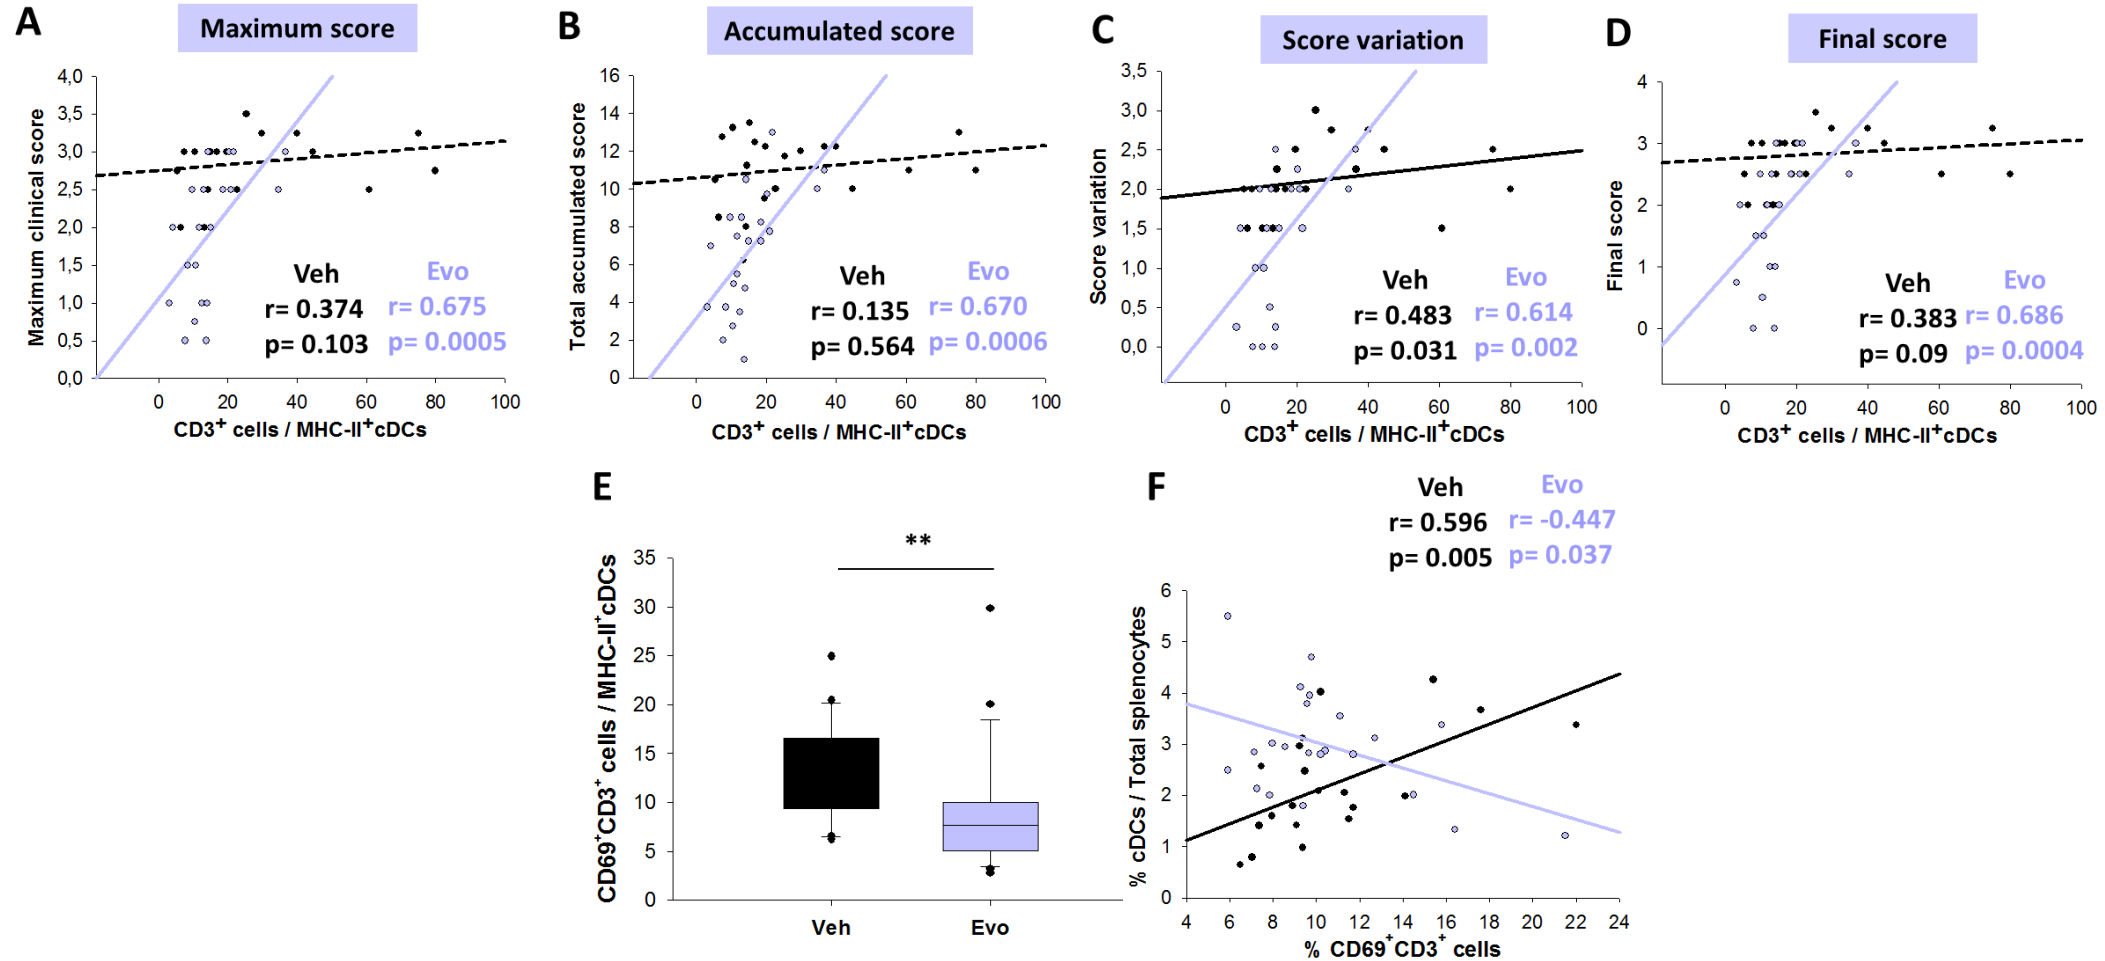 A
Maximum score
Maximum clinical score
4,0
3,5
3,0
2,5
2,0
1,5
1,0
0,5
0,0
Veh Evo
r= 0.374 r= 0.675
p= 0.103 p= 0.0005
0 20 40 60 80 100
CD3+ cells / MHC-II+cDCs
B
Accumulated score
Total accumulated score
16
14
12
10
8
6
4
2
0
Veh Evo
r= 0.135 r= 0.670
p= 0.564 p= 0.0006
0 20 40 60 80 100
CD3+ cells / MHC-II+cDCs
C
Score variation
Score variation
3,5
3,0
2,5
2,0
1,5
1,0
0,5
0,0
Veh Evo
r= 0.483 r= 0.614
p= 0.031 p= 0.002
0 20 40 60 80 100
CD3+ cells / MHC-II+cDCs
D
Final score
Final score
4
3
2
1
0
Veh Evo
r= 0.383 r= 0.686
p= 0.09 p= 0.0004
0 20 40 60 80 100
CD3+ cells / MHC-II+cDCs
E
CD69+CD3+ cells / MHC-II+cDCs
35
30
25
20
15
10
5
0
**
Veh Evo
F
Veh Evo
r= 0.596 r= -0.447
p= 0.005 p= 0.037
% cDCs / Total splenocytes
6
5
4
3
2
1
0
4 6 8 10 12 14 16 18 20 22 24
% CD69+CD3+ cells